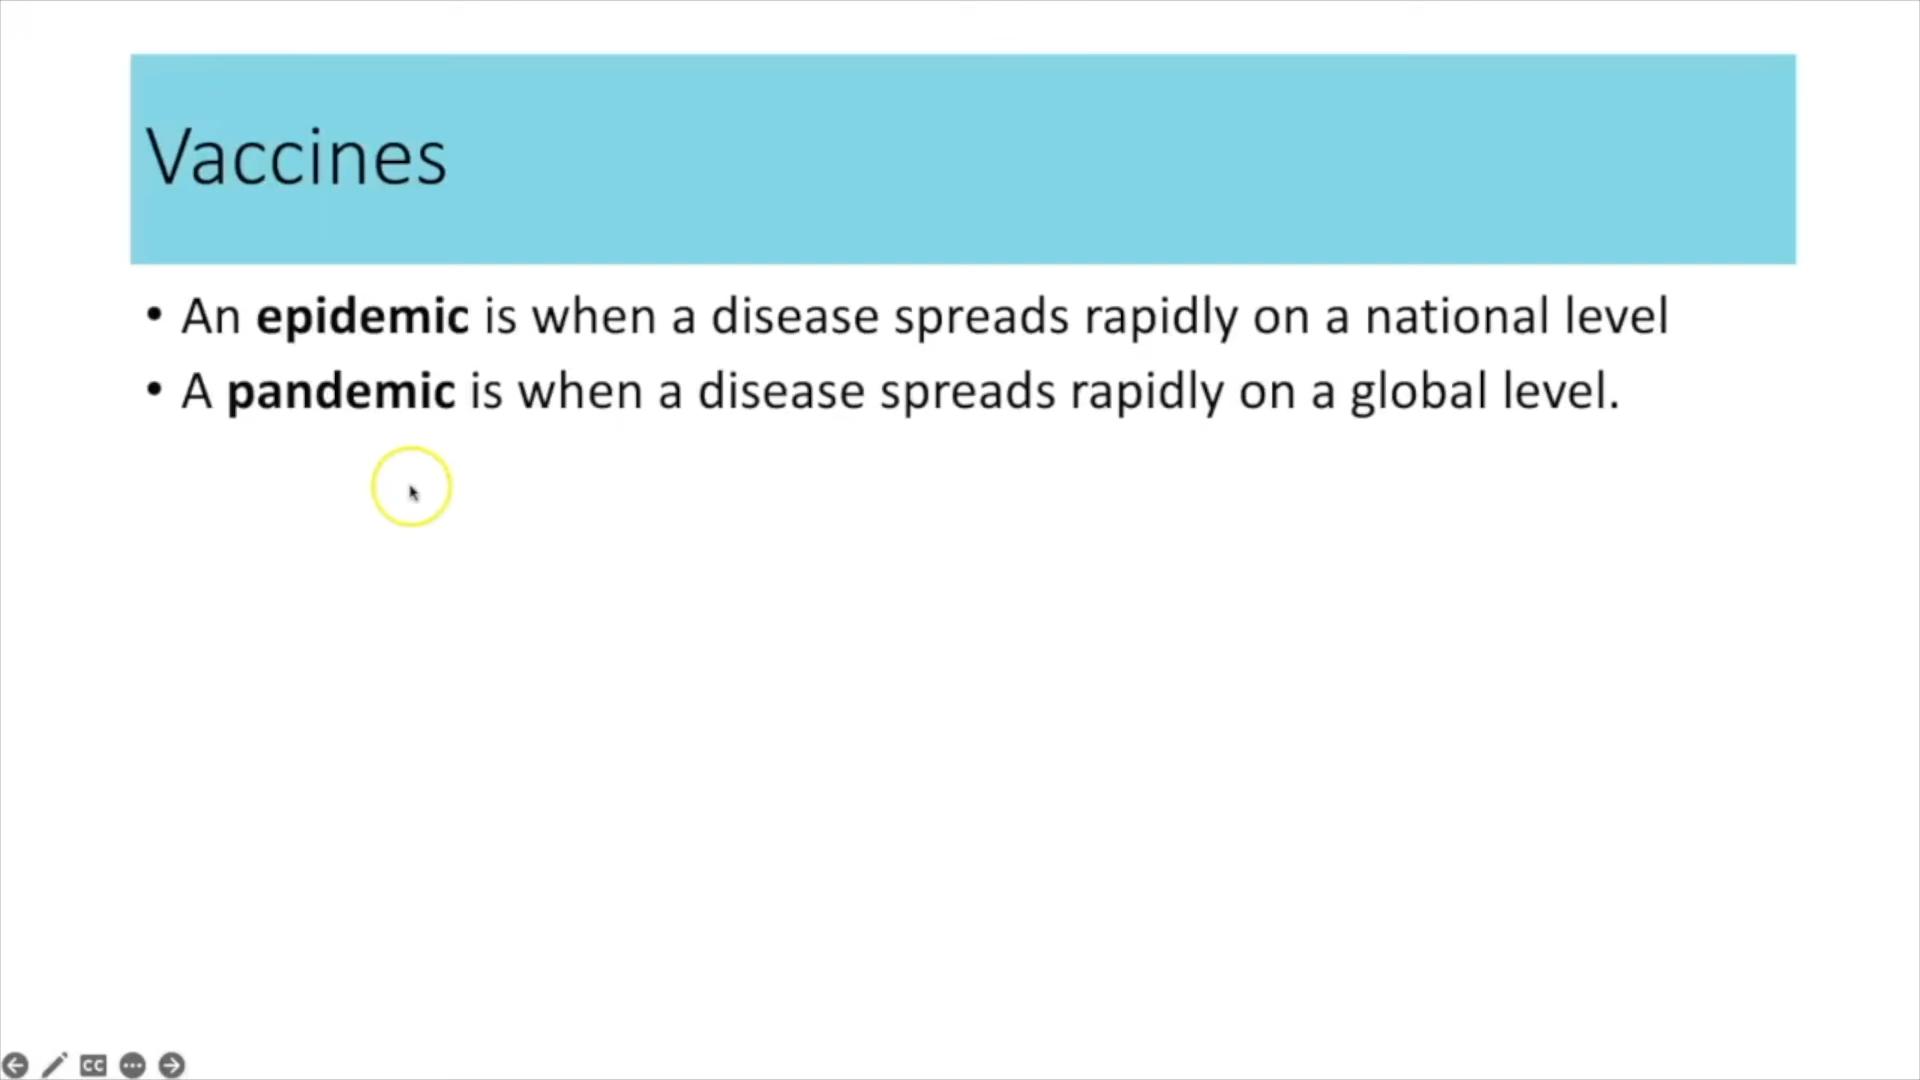 Vaccines
• An epidemic is when a disease spreads rapidly on a national level
• A pandemic is when a disease spreads rapidly on a global level.
CC